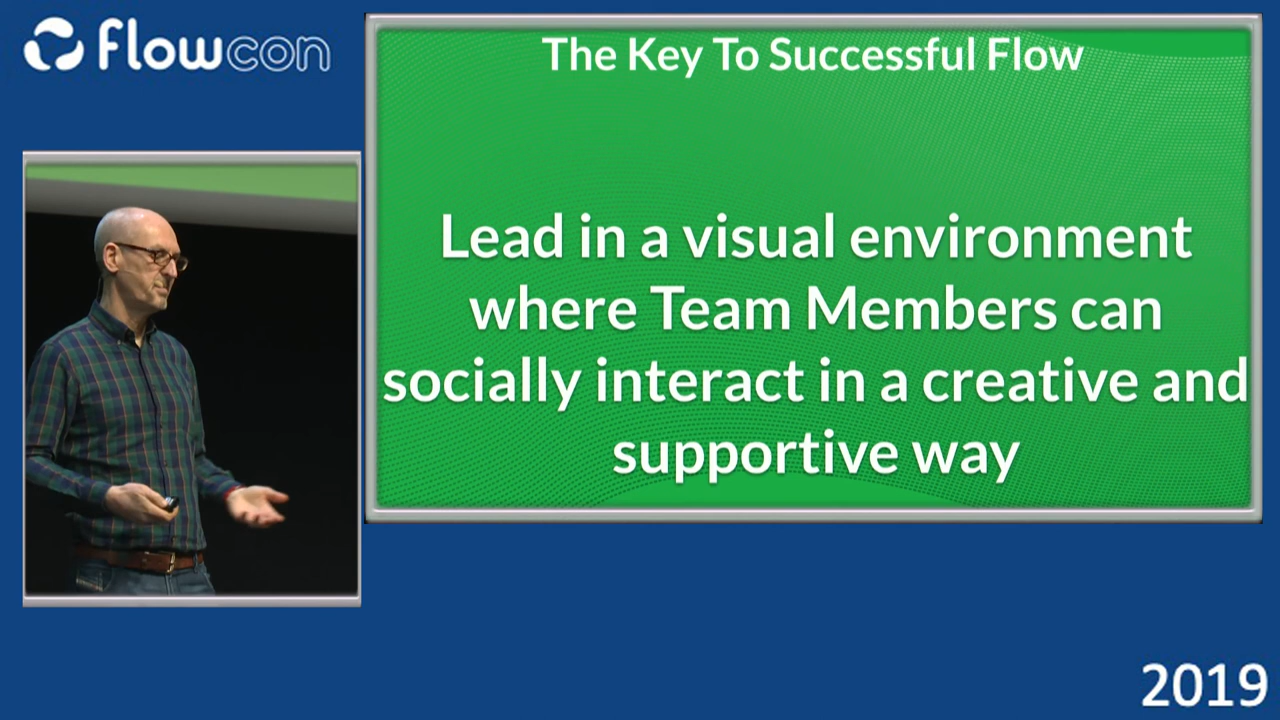 flowcon
The Key To Successful Flow
Lead in a visual environment
where Team Members can
socially interact in a creative and
supportive way
2019